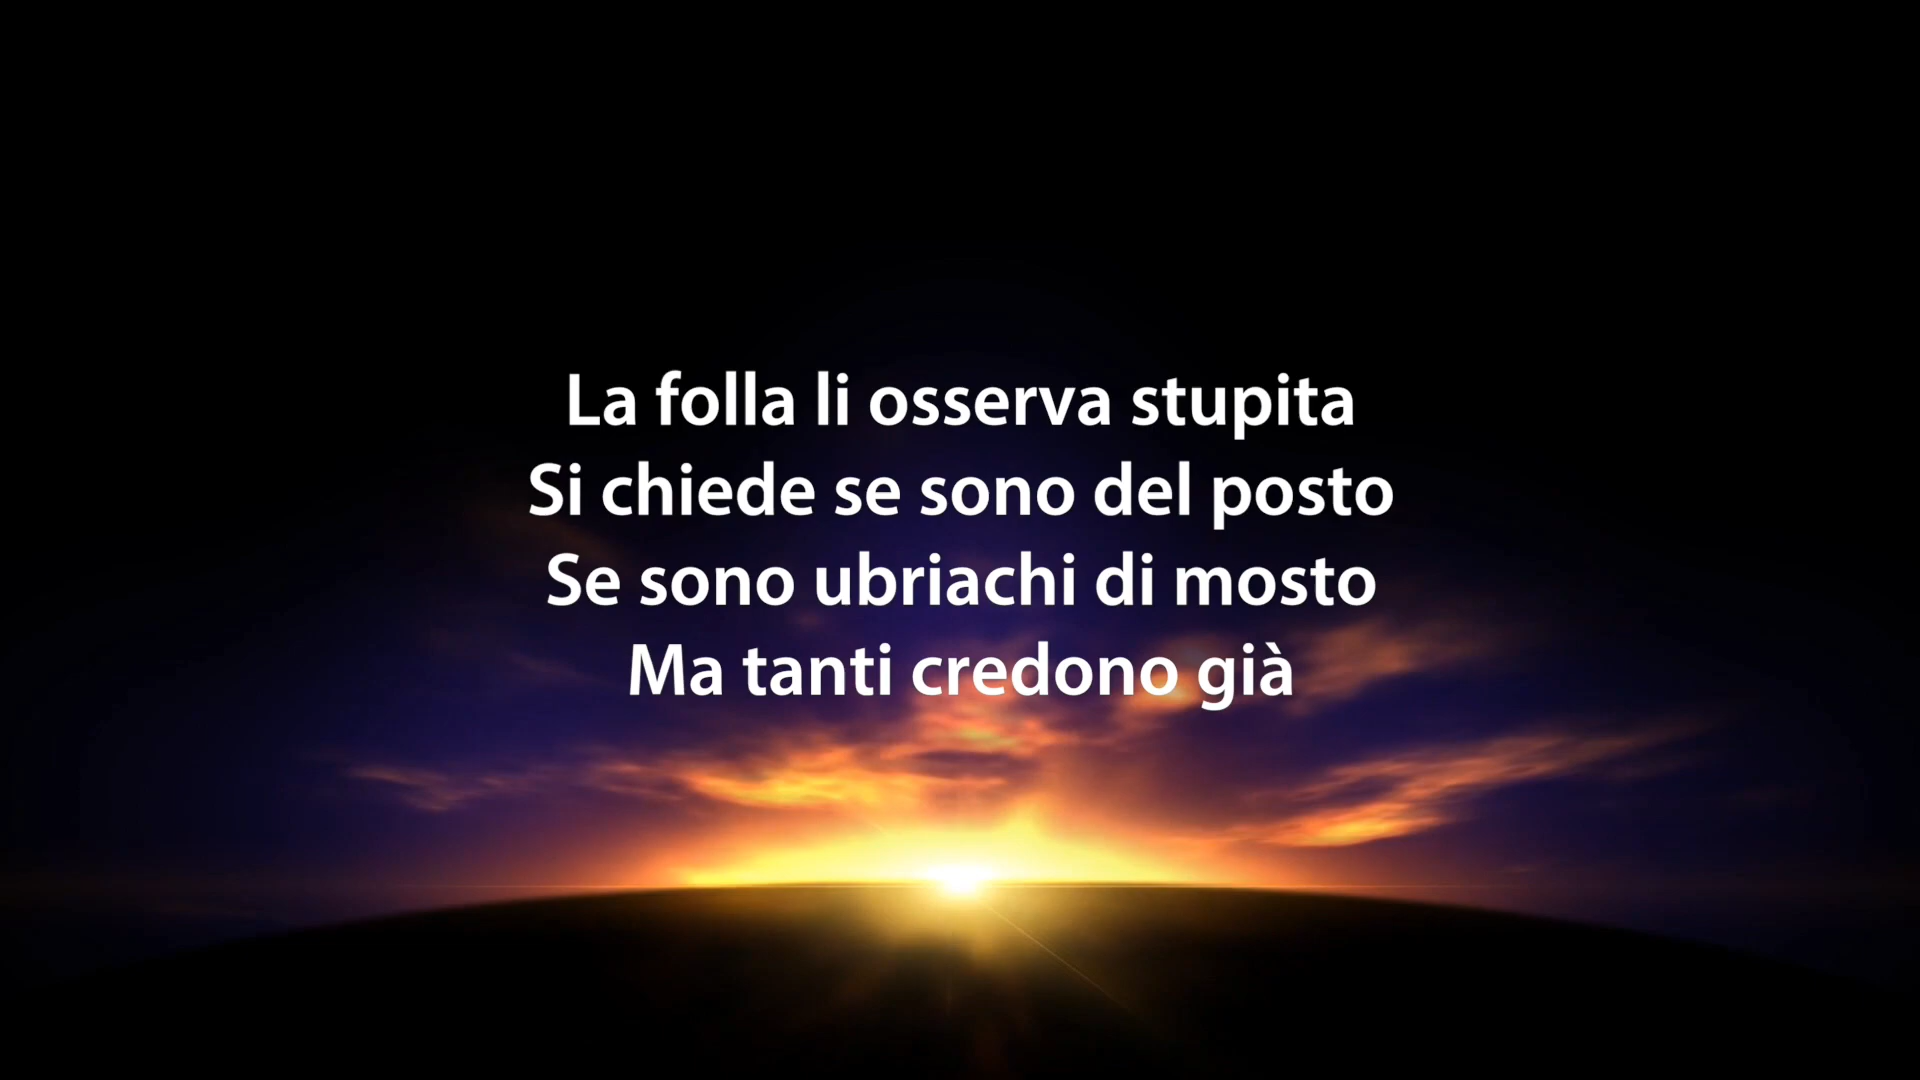 La folla li osserva stupita
Si chiede se sono del posto
Se sono ubriachi di mosto
Ma tanti credono già